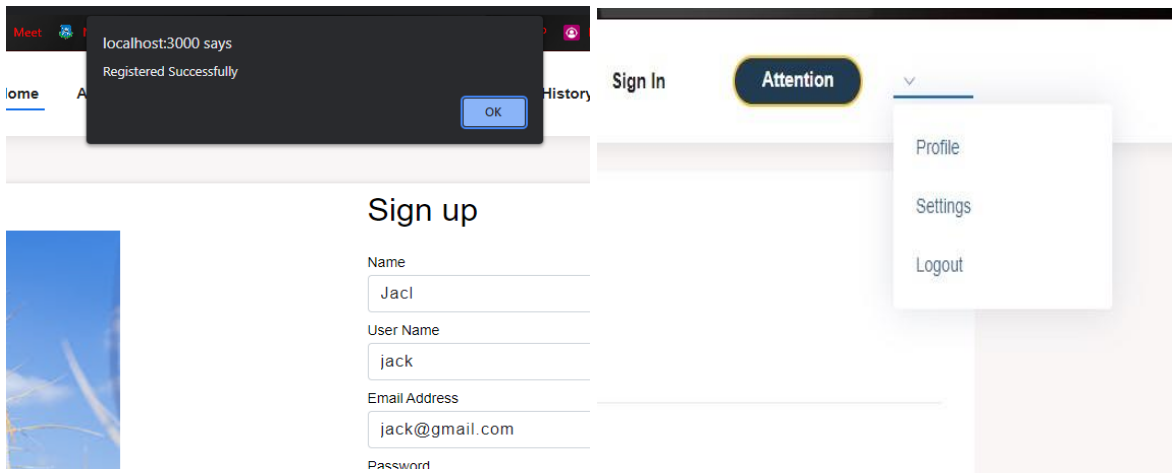 Meet
localhost:3000 says
Registered Successfully
OK
History
Sign up
Name
Jacl
User Name
jack
Email Address
jack@gmail.com
Password
Sign In
Attention
Profile
Settings
Logout